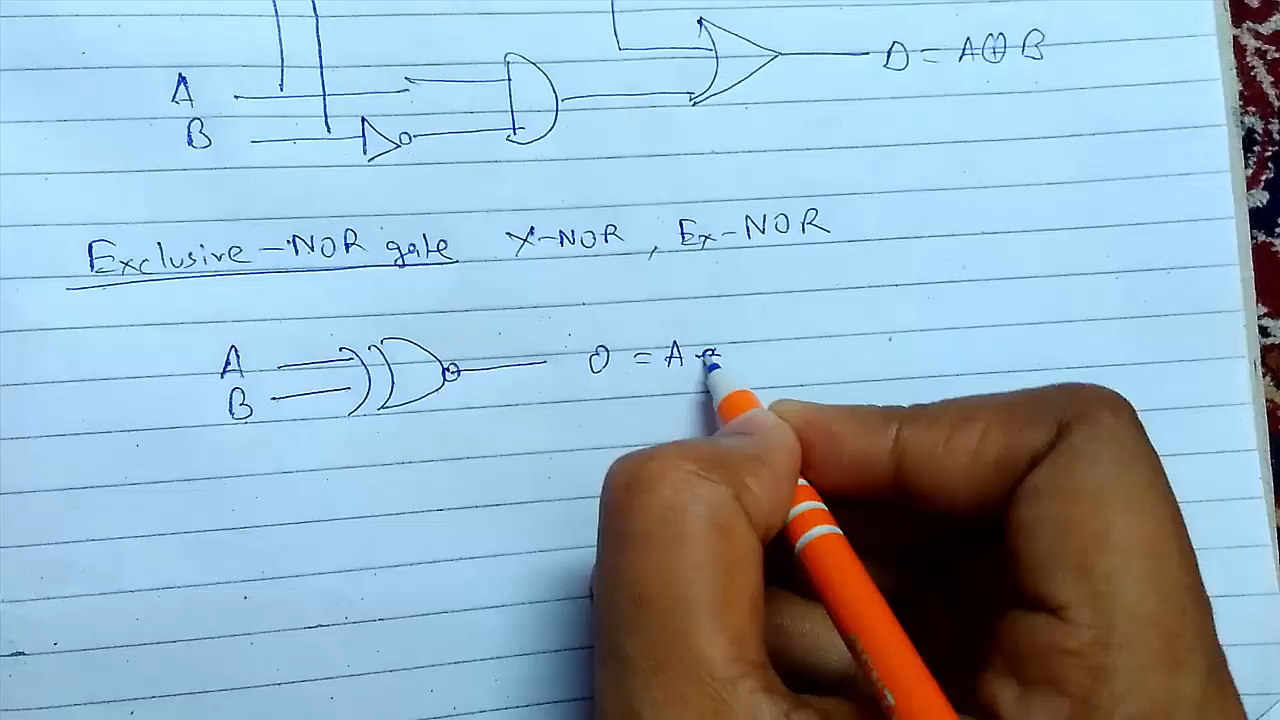 D = A⊕B
A
B
Exclusive-NOR gate X-NOR, Ex-NOR
A
B
O = A